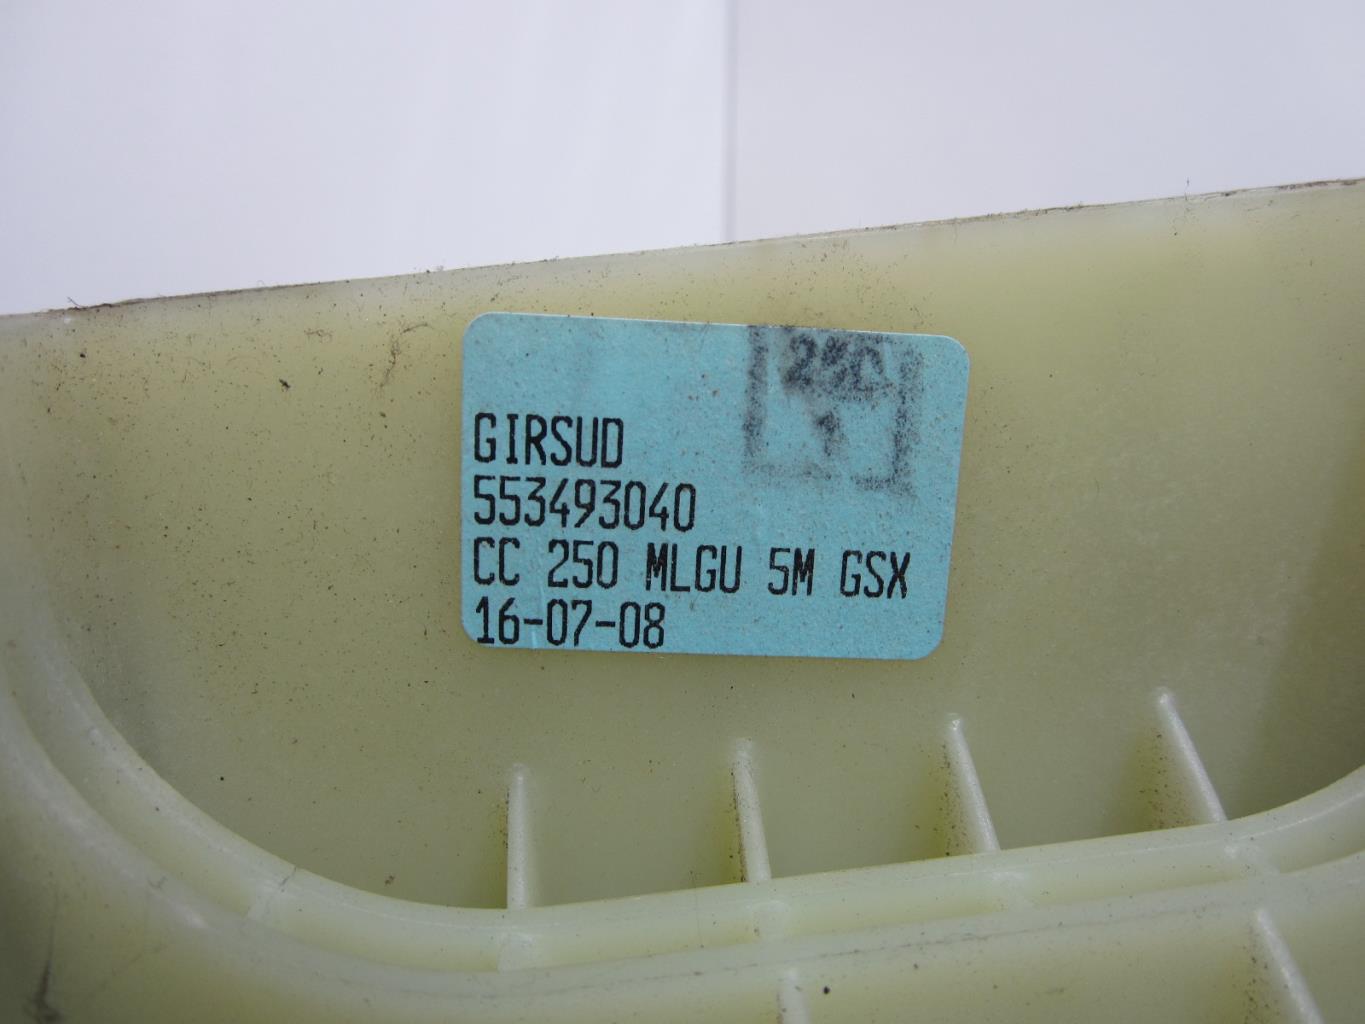 GIRSUD
553493040
CC 250 MLGU 5M GSX
16-07-08